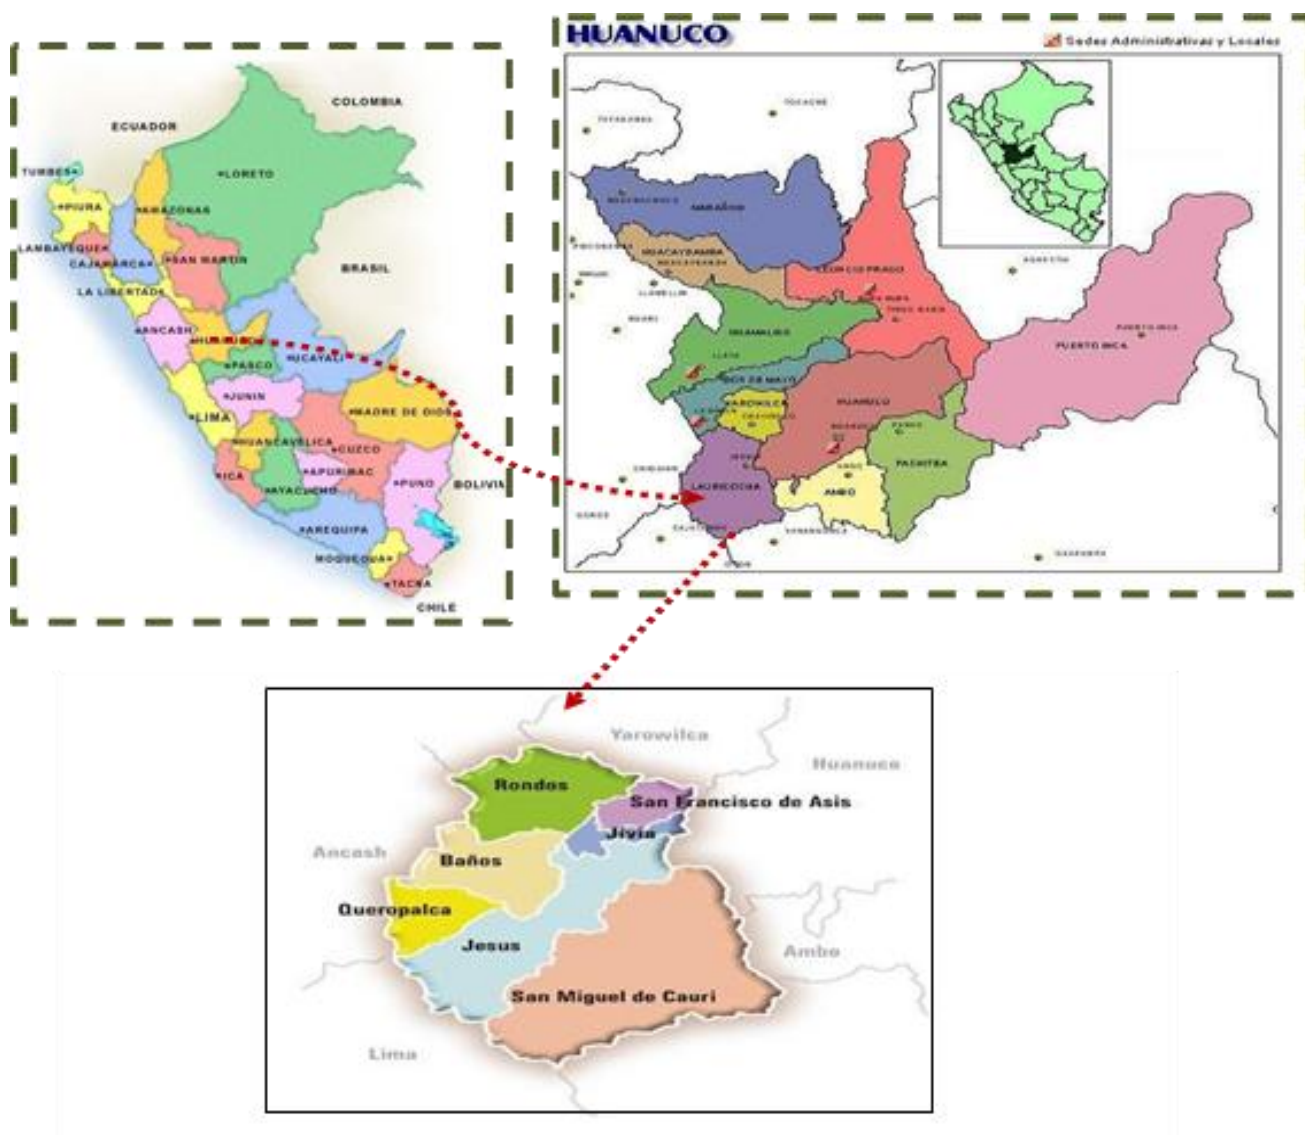 COLOMBIA
ECUADOR
TUMBES
LORETO
PIURA
AMAZONAS
LAMBAYEQUE
CAJAMARCA
SAN MARTIN
BRASIL
LA LIBERTAD
ANCASH
UCAYALI
PASCO
JUNIN
LIMA
MADRE DE DIOS
HUANCAVELICA
CUZCO
ICA
APURIMAC
AYACUCHO
PUNO
BOLIVIA
AREQUIPA
MOQUEGUA
TACNA
CHILE
HUANUCO
Sedes Administrativas y Locales
TOCACHE
MARAÑON
HUACAYBAMBA
LEONCIO PRADO
HUAMALIES
PUERTO INCA
PUERTO INCA
DOS DE MAYO
YAROWILCA
HUANUCO
PACHITEA
LAURICOCHA
AMBO
Yarowilca
Huanuco
Rondos
San Francisco de Asis
Jivia
Ancash
Baños
Queropalca
Jesus
Ambo
San Miguel de Cauri
Lima